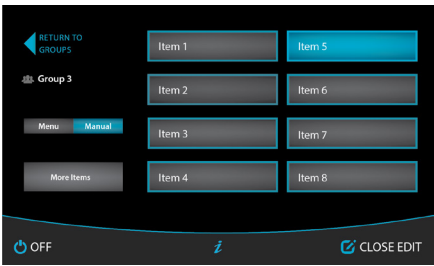 RETURN TO
GROUPS
Group 3
Menu Manual
More Items
Item 1
Item 2
Item 3
Item 4
Item 5
Item 6
Item 7
Item 8
OFF
i
CLOSE EDIT